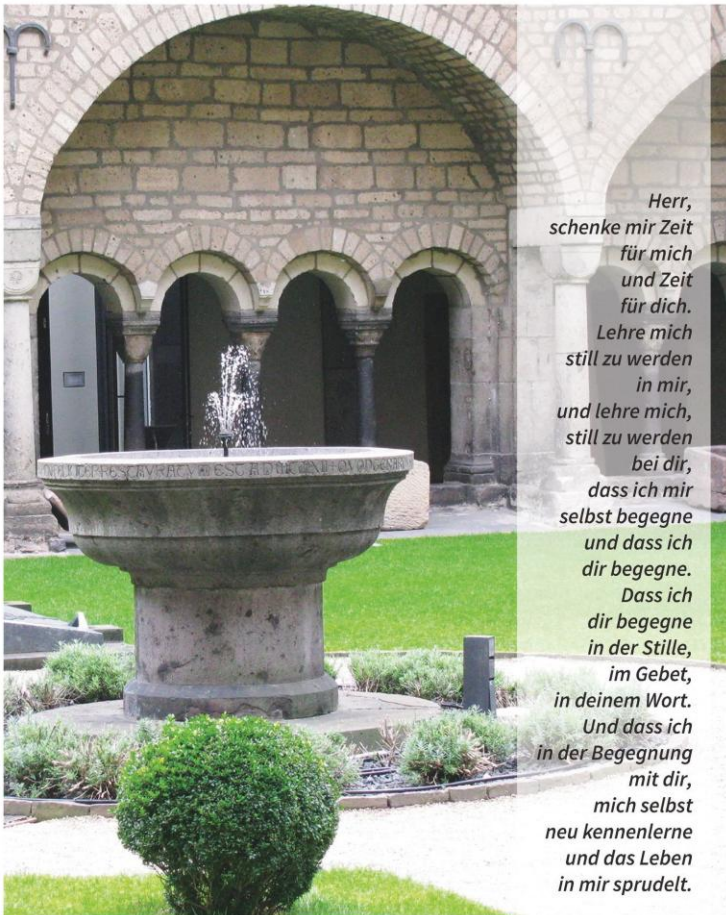 Herr,
schenke mir Zeit
für mich
und Zeit
für dich.
Lehre mich
still zu werden
in mir,
und lehre mich,
still zu werden
bei dir,
dass ich mir
selbst begegne
und dass ich
dir begegne.
Dass ich
dir begegne
in der Stille,
im Gebet,
in deinem Wort.
Und dass ich
in der Begegnung
mit dir,
mich selbst
neu kennenlerne
und das Leben
in mir sprudelt.